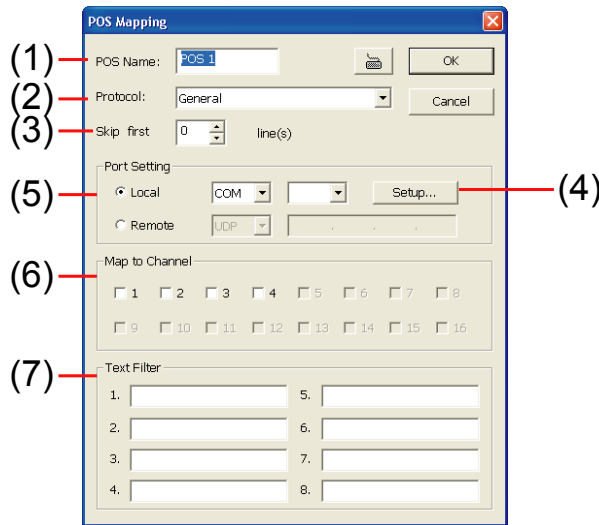 POS Mapping
(1) POS Name: POS 1 OK
(2) Protocol: General Cancel
(3) Skip first 0 line(s)
Port Setting
(5) Local COM Setup... (4)
Remote UDP . . .
(6) Map to Channel
1 2 3 4 5 6 7 8
9 10 11 12 13 14 15 16
(7) Text Filter
1. 5.
2. 6.
3. 7.
4. 8.